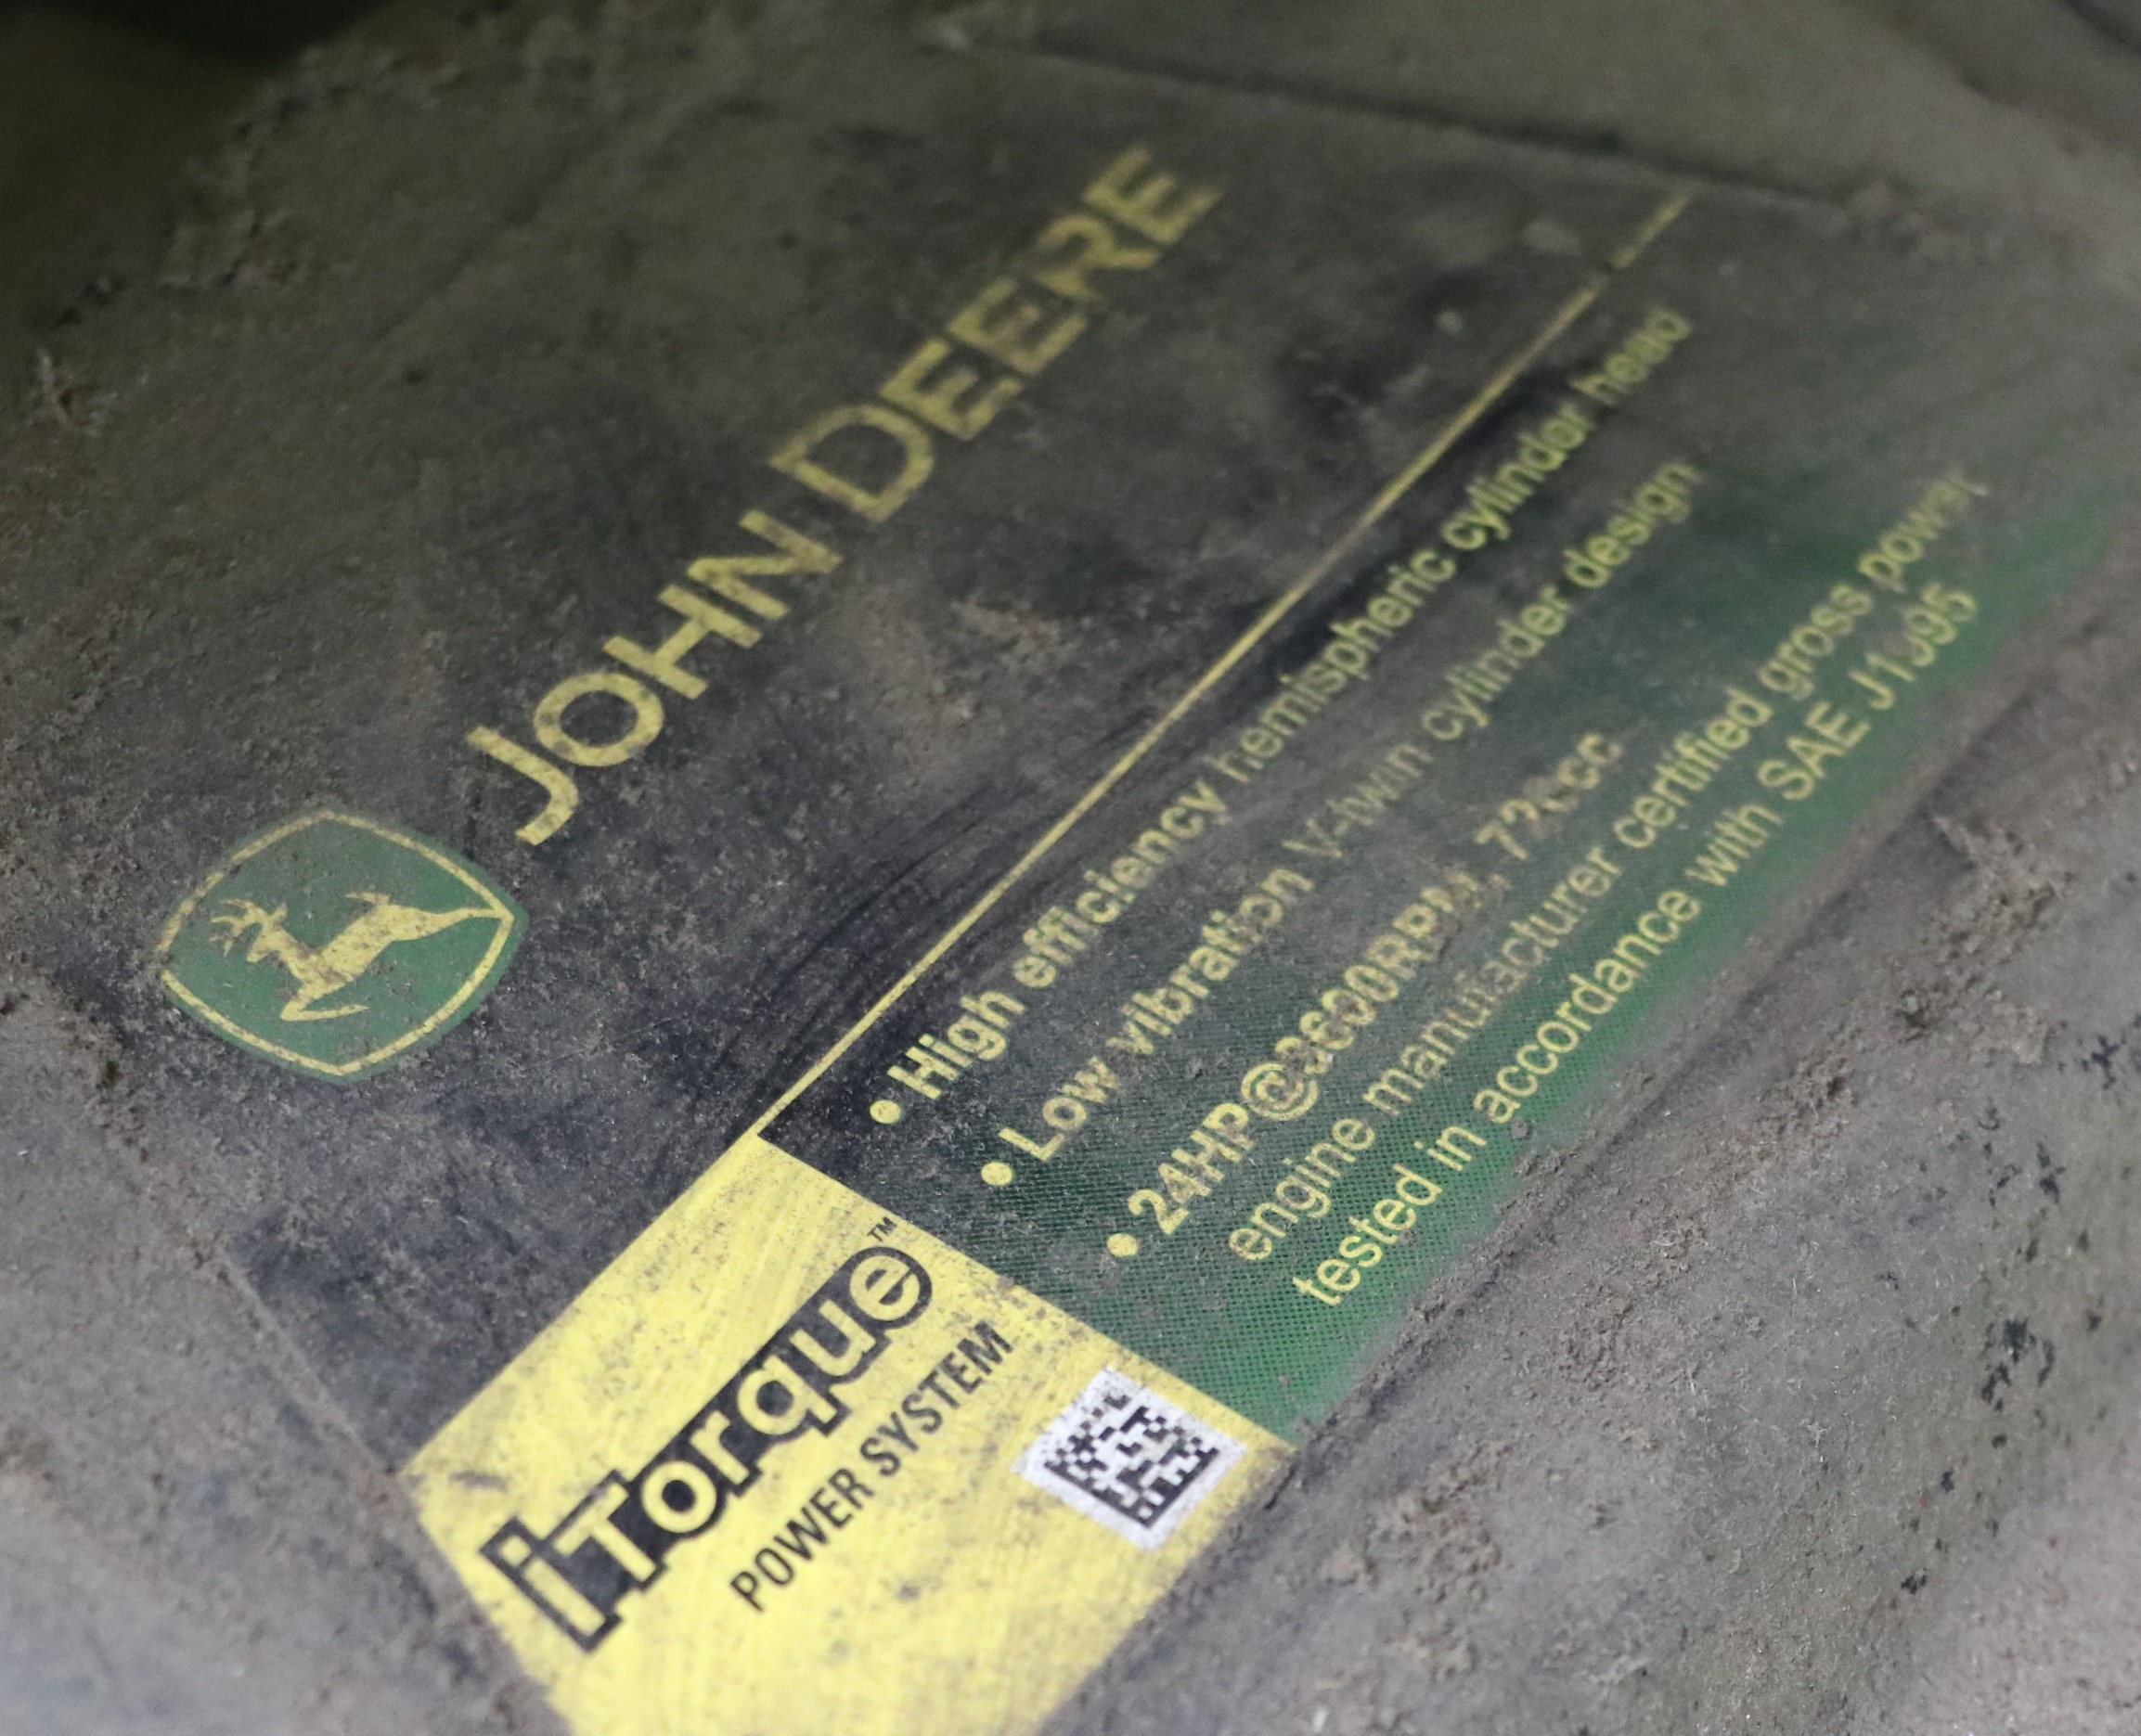 JOHN DEERE
• High efficiency hemispheric cylinder head
• Low vibration V-twin cylinder design
• 24HP@3600RPM,
engine manufacturer certified gross power
tested in accordance with SAE J1995
iTorque™
POWER SYSTEM